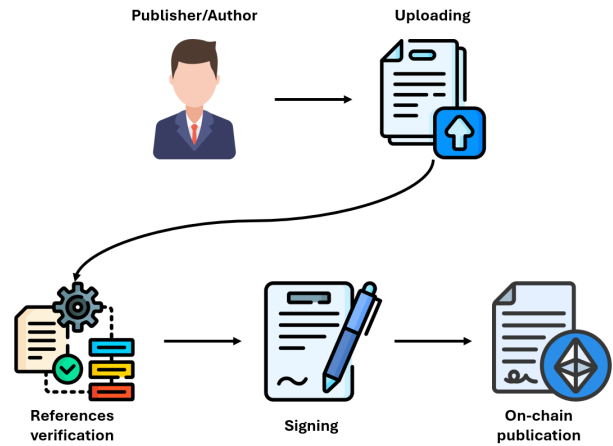 Publisher/Author
Uploading
References
verification
Signing
On-chain
publication